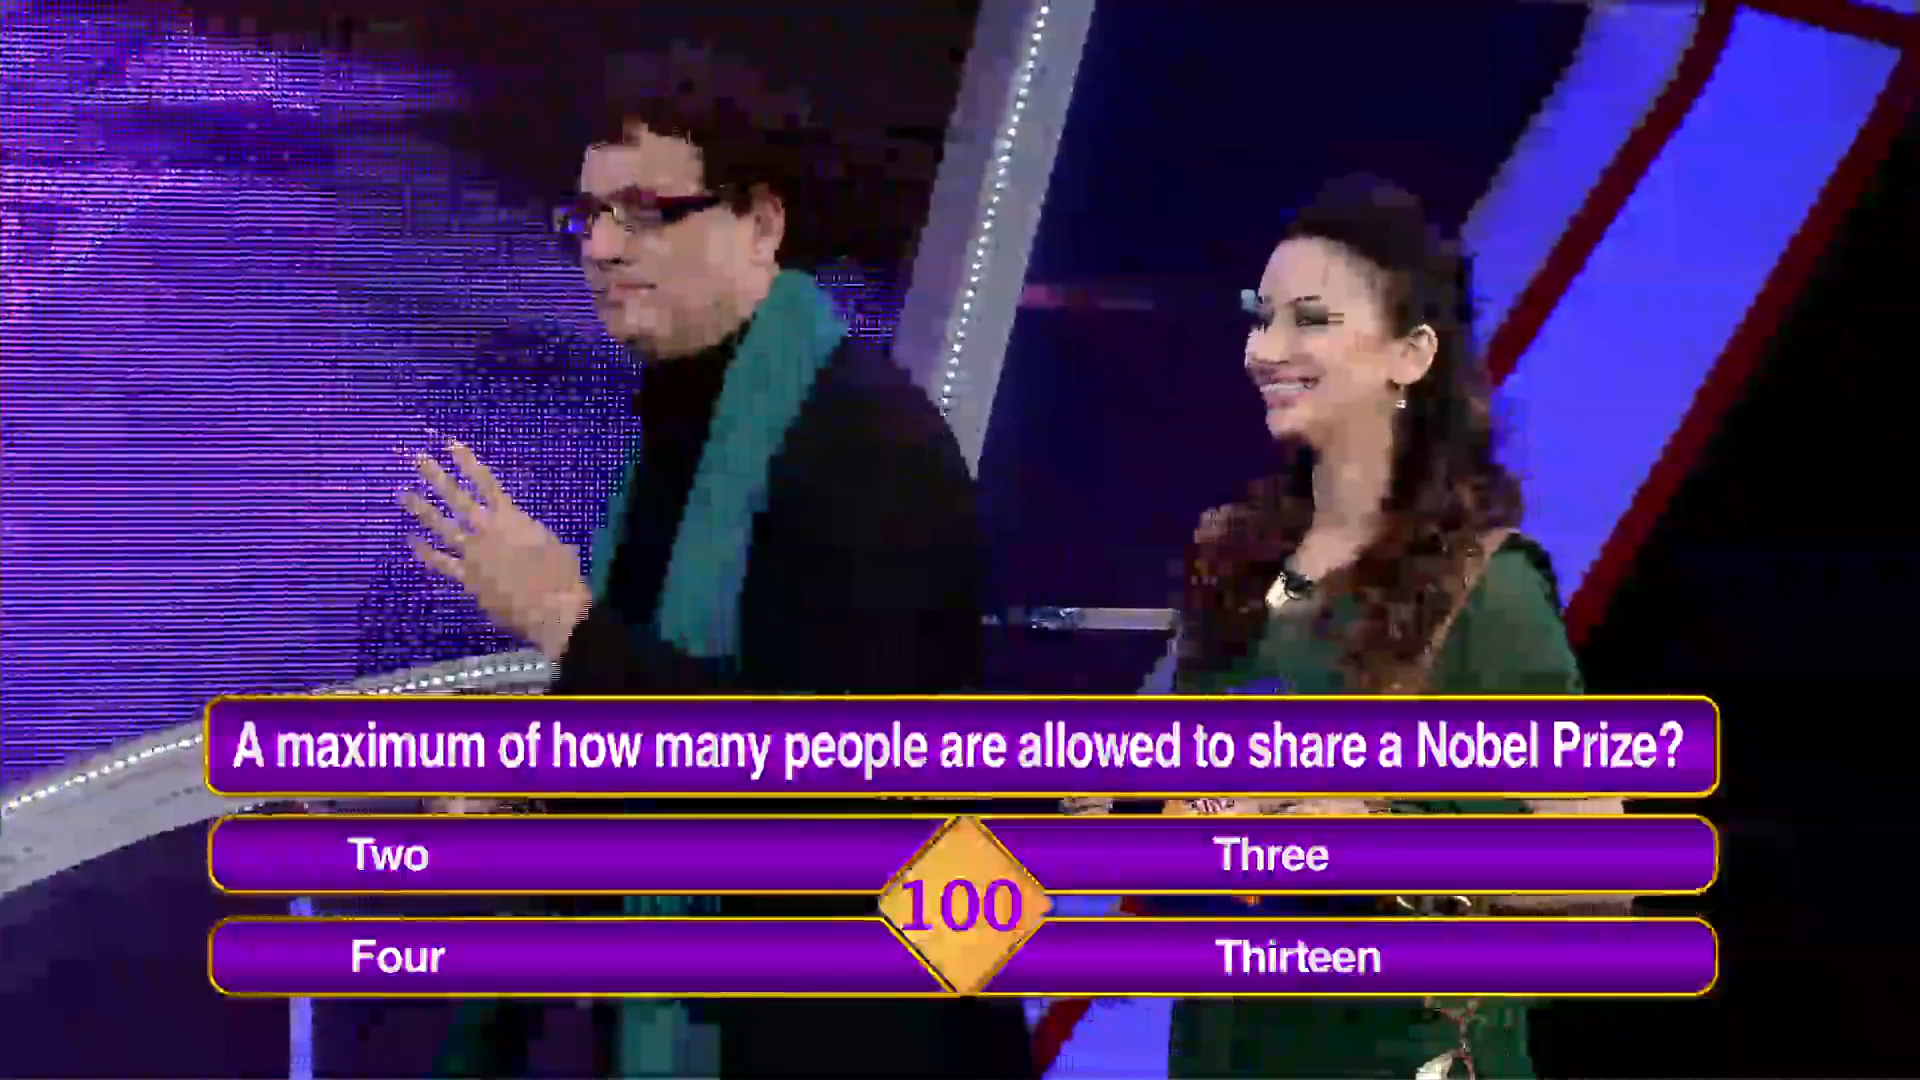 A maximum of how many people are allowed to share a Nobel Prize?
Two
Three
100
Four
Thirteen